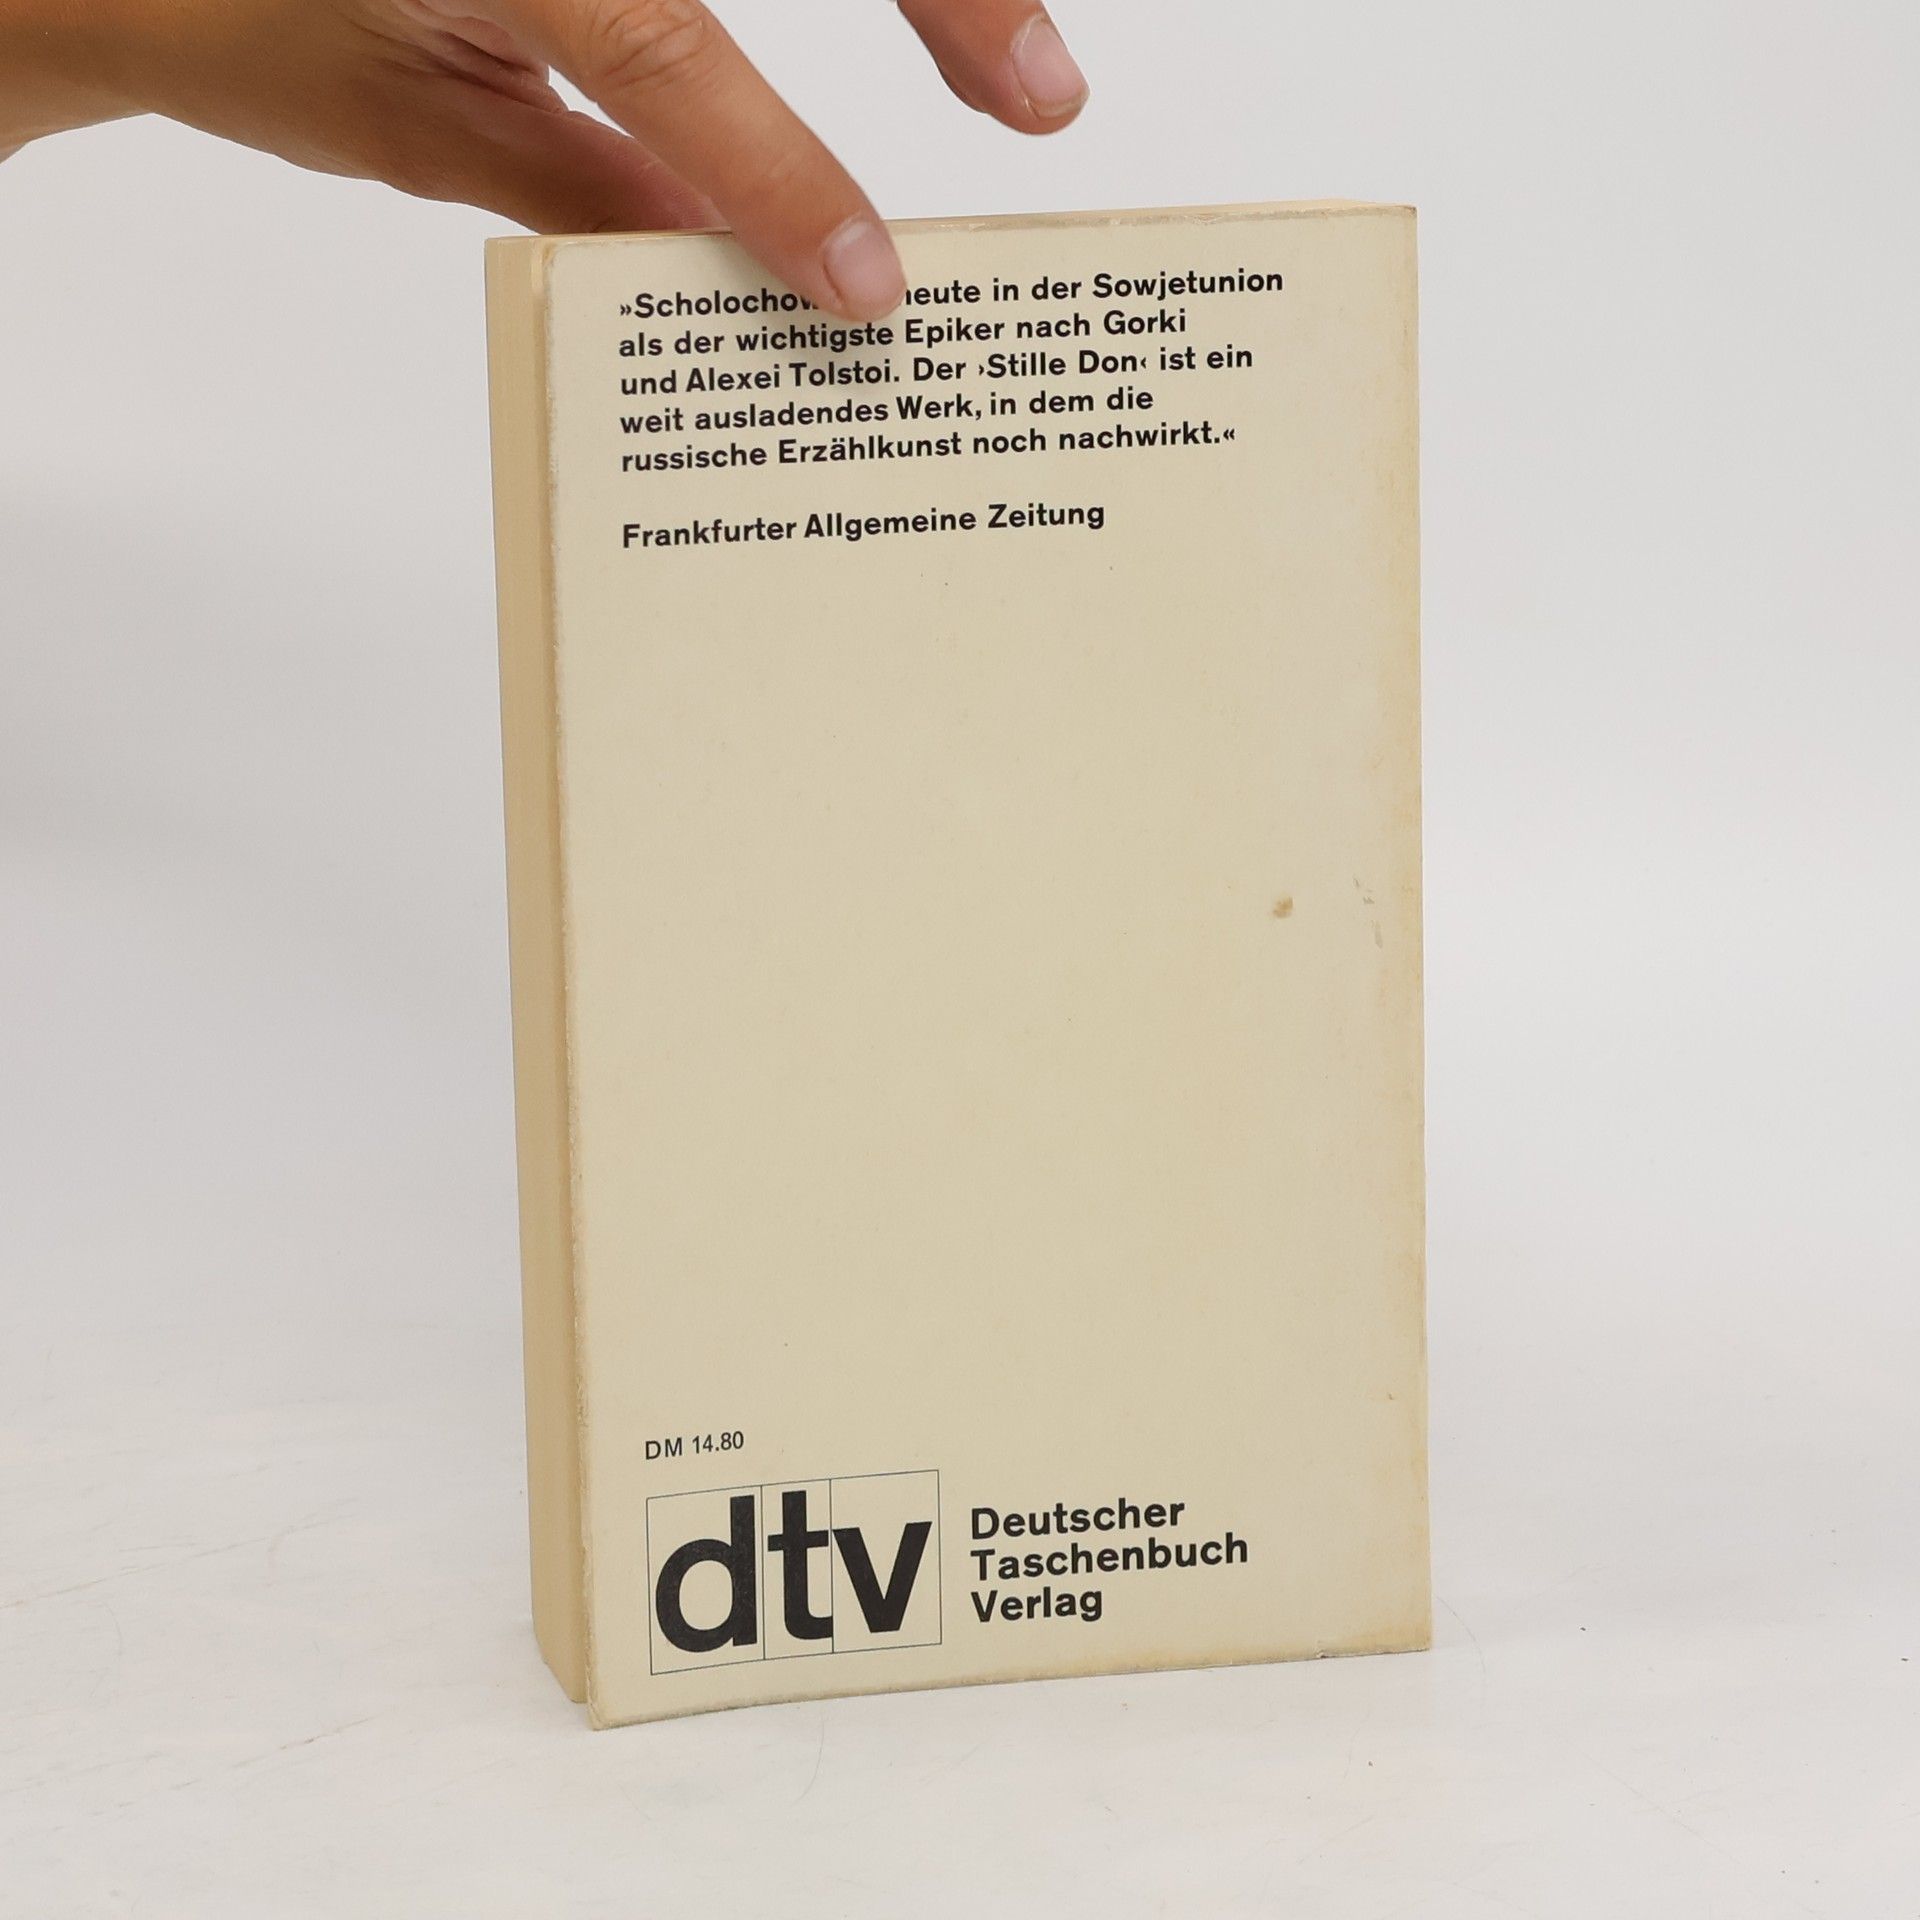 »Scholochow heute in der Sowjetunion
als der wichtigste Epiker nach Gorki
und Alexei Tolstoi. Der ›Stille Don‹ ist ein
weit ausladendes Werk, in dem die
russische Erzählkunst noch nachwirkt.«
Frankfurter Allgemeine Zeitung
DM 14.80
dtv
Deutscher
Taschenbuch
Verlag